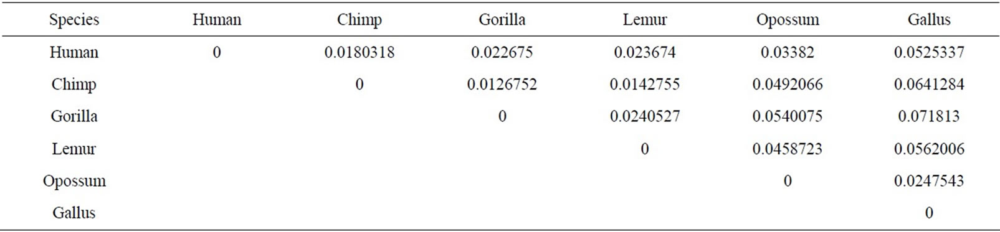 Species Human Chimp Gorilla Lemur Opossum Gallus
Human 0 0.0180318 0.022675 0.023674 0.03382 0.0525337
Chimp 0 0.0126752 0.0142755 0.0492066 0.0641284
Gorilla 0 0.0240527 0.0540075 0.071813
Lemur 0 0.0458723 0.0562006
Opossum 0 0.0247543
Gallus 0